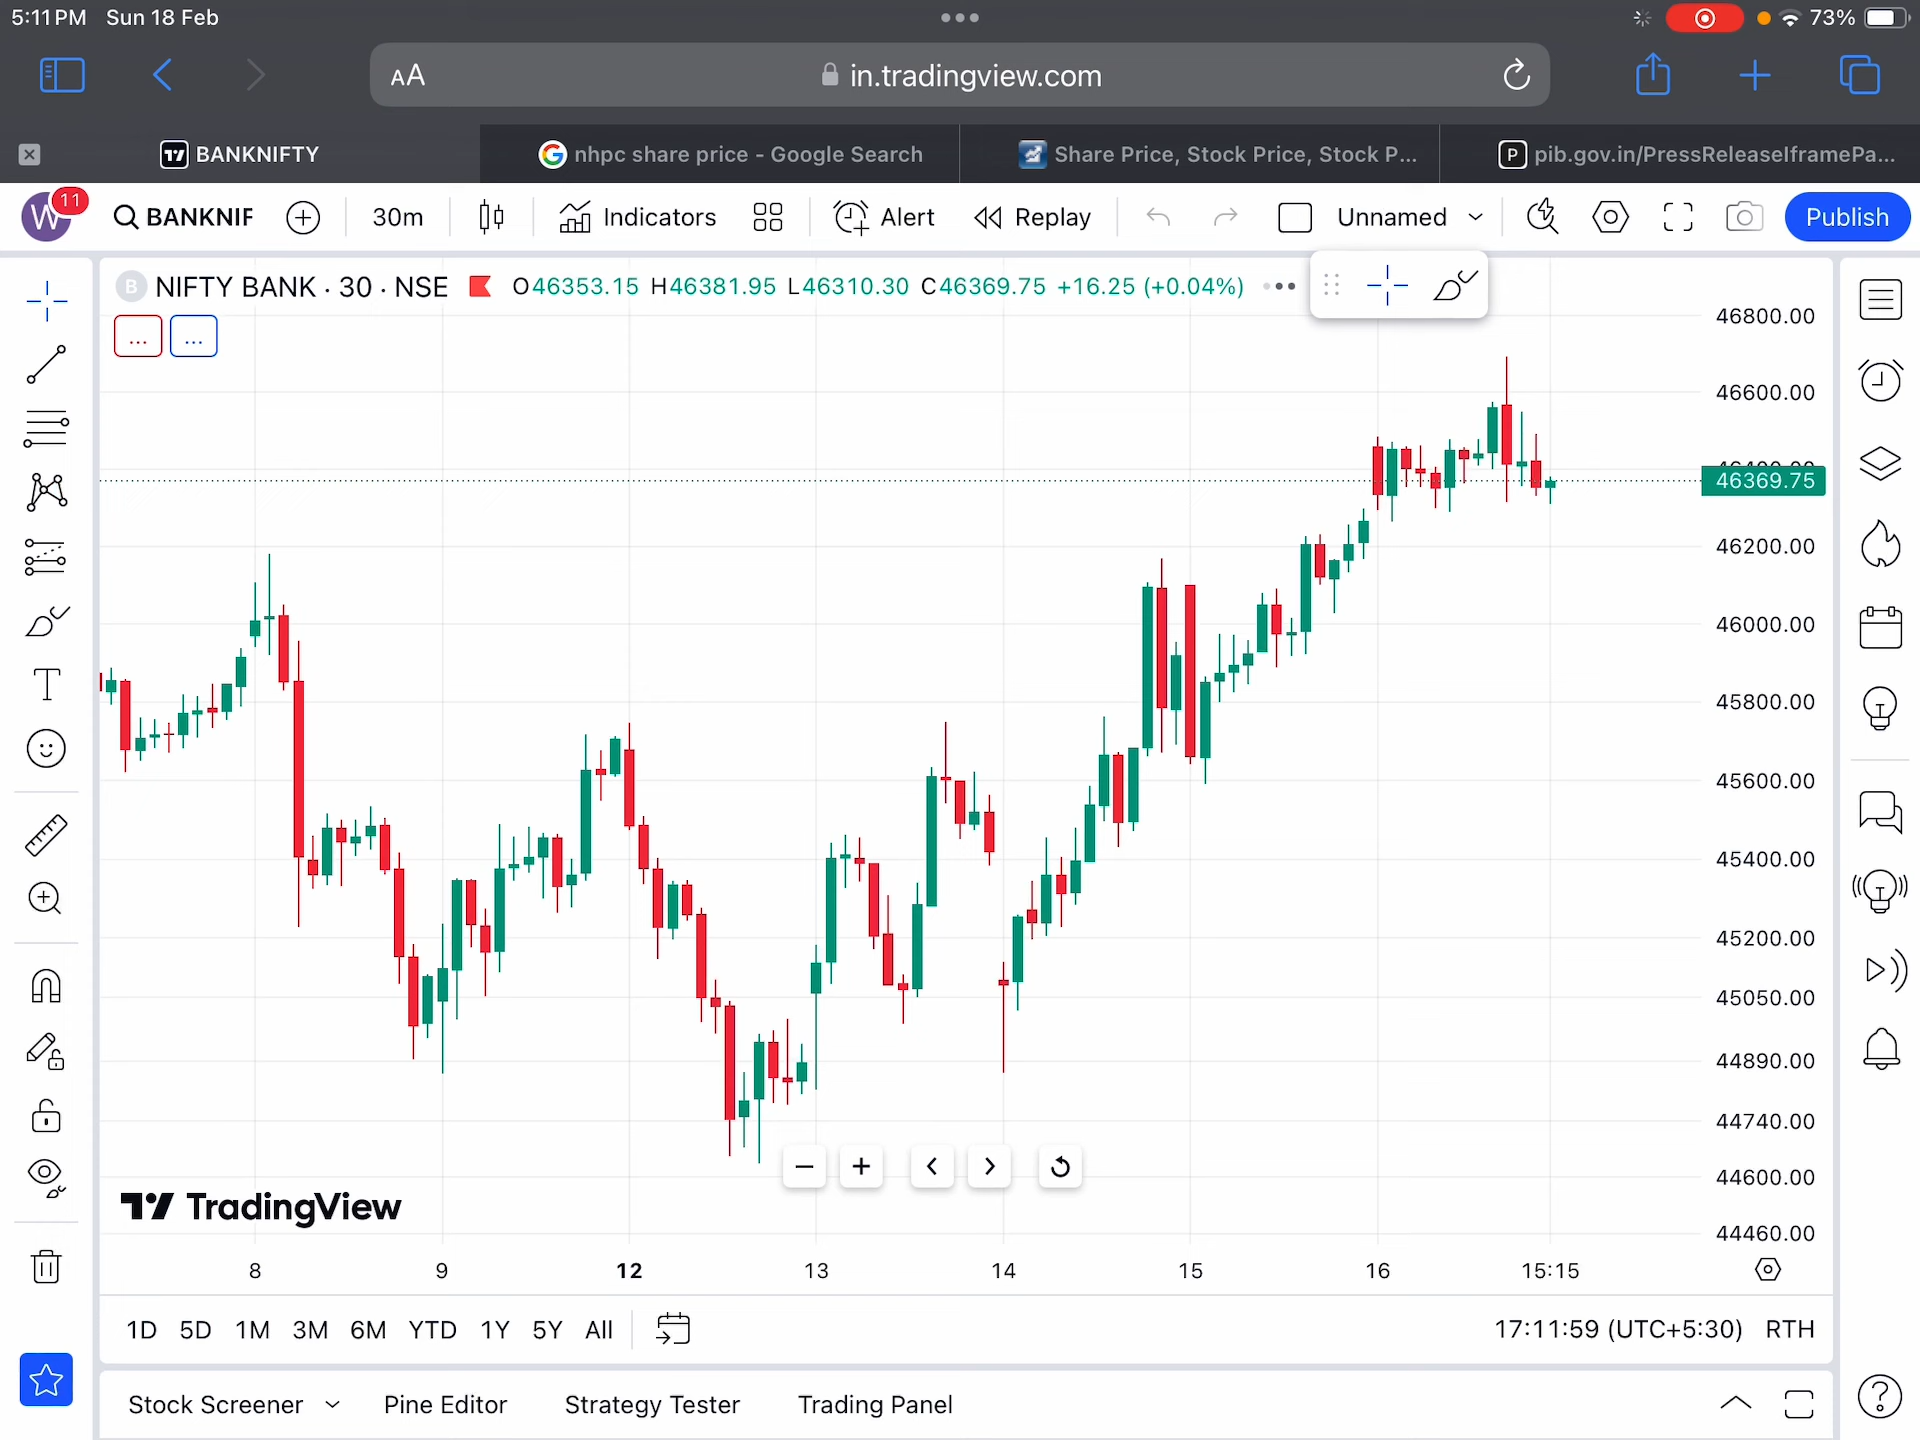 5:11 PM Sun 18 Feb
73%
AA
in.tradingview.com
BANKNIFTY
nhpc share price - Google Search
Share Price, Stock Price, Stock P...
P
pib.gov.in/PressReleaseIframePa...
W
11
BANKNIF
30m
Indicators
Alert
Replay
Unnamed
Publish
B NIFTY BANK · 30 · NSE
O46353.15 H46381.95 L46310.30 C46369.75 +16.25 (+0.04%)
...
...
46800.00
46600.00
46369.75
46200.00
46000.00
45800.00
45600.00
45400.00
45200.00
45050.00
44890.00
44740.00
44600.00
44460.00
TradingView
8
9
12
13
14
15
16
15:15
1D 5D 1M 3M 6M YTD 1Y 5Y All
17:11:59 (UTC+5:30) RTH
Stock Screener
Pine Editor
Strategy Tester
Trading Panel